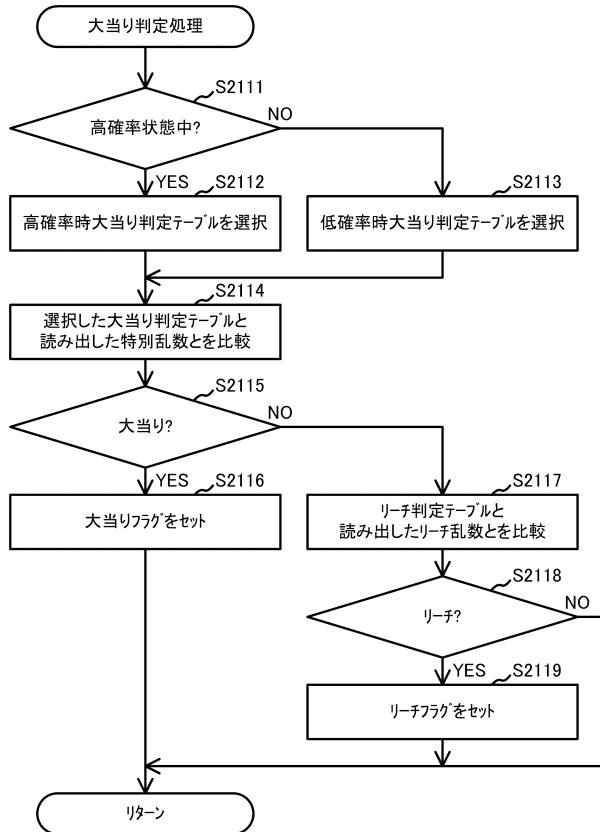 大当り判定処理
S2111
高確率状態中?
NO
YES
S2112
高確率時大当り判定テーブルを選択
S2113
低確率時大当り判定テーブルを選択
S2114
選択した大当り判定テーブルと
読み出した特別乱数とを比較
S2115
大当り?
NO
YES
S2116
大当りフラグをセット
S2117
リーチ判定テーブルと
読み出したリーチ乱数とを比較
S2118
リーチ?
NO
YES
S2119
リーチフラグをセット
リターン